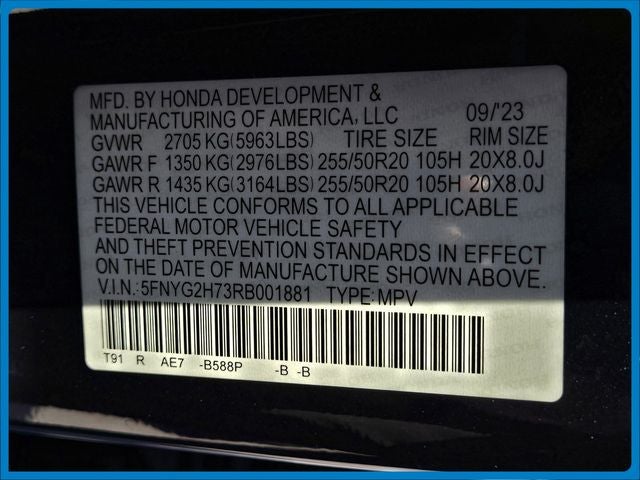 MFD. BY HONDA DEVELOPMENT &
MANUFACTURING OF AMERICA, LLC 09/'23
GVWR 2705 KG(5963LBS) TIRE SIZE RIM SIZE
GAWR F 1350 KG(2976LBS) 255/50R20 105H 20X8.0J
GAWR R 1435 KG(3164LBS) 255/50R20 105H 20X8.0J
THIS VEHICLE CONFORMS TO ALL APPLICABLE
FEDERAL MOTOR VEHICLE SAFETY
AND THEFT PREVENTION STANDARDS IN EFFECT
ON THE DATE OF MANUFACTURE SHOWN ABOVE.
V.I.N.:5FNYG2H73RB001881 TYPE:MPV
T91 R AE7 -B588P -B -B